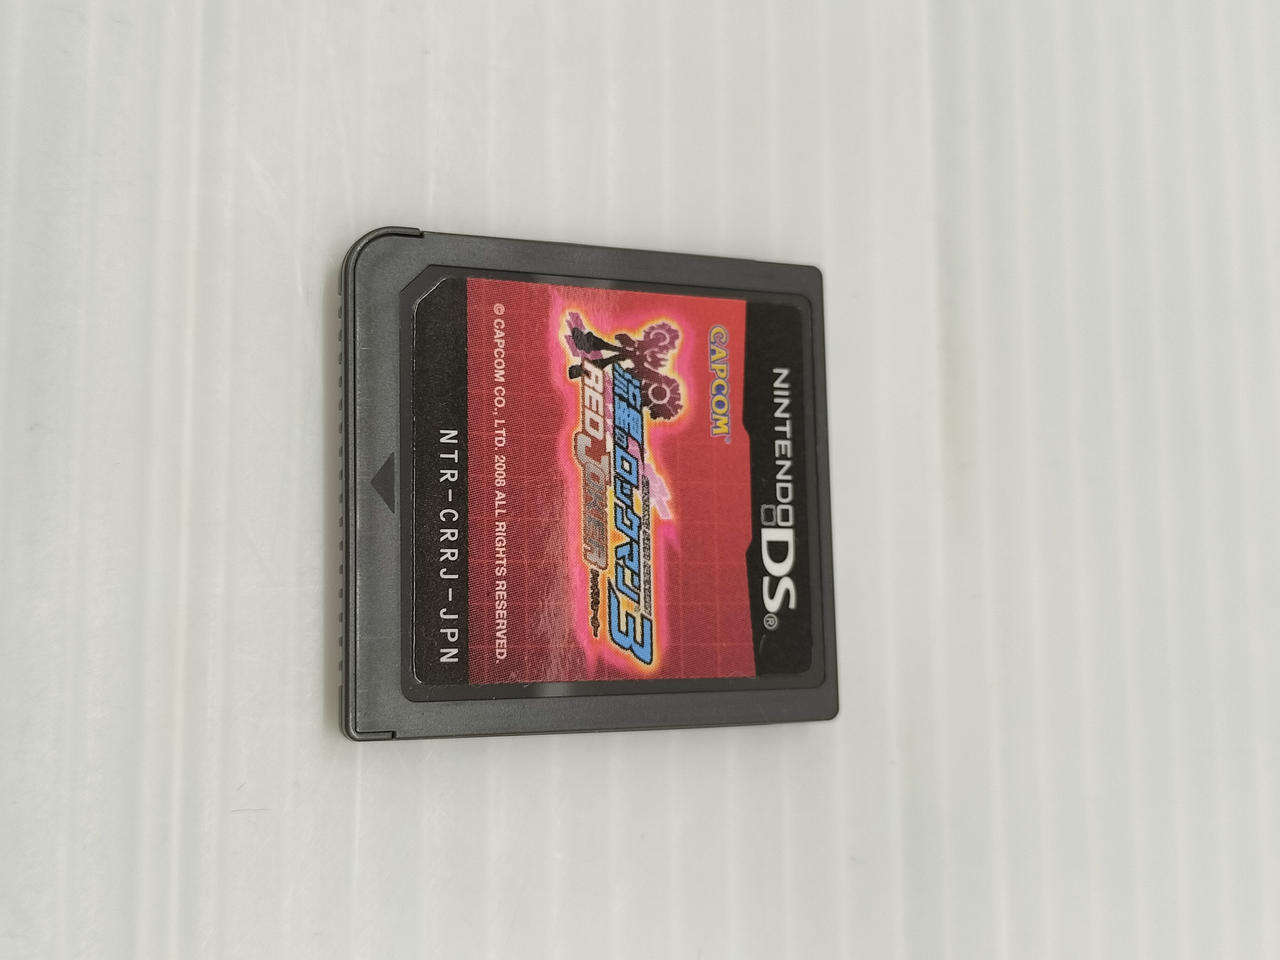 NINTENDO DS®
CAPCOM
流星のロックマン3
RED JOKER
© CAPCOM CO., LTD. 2008 ALL RIGHTS RESERVED.
NTR-CRRJ-JPN